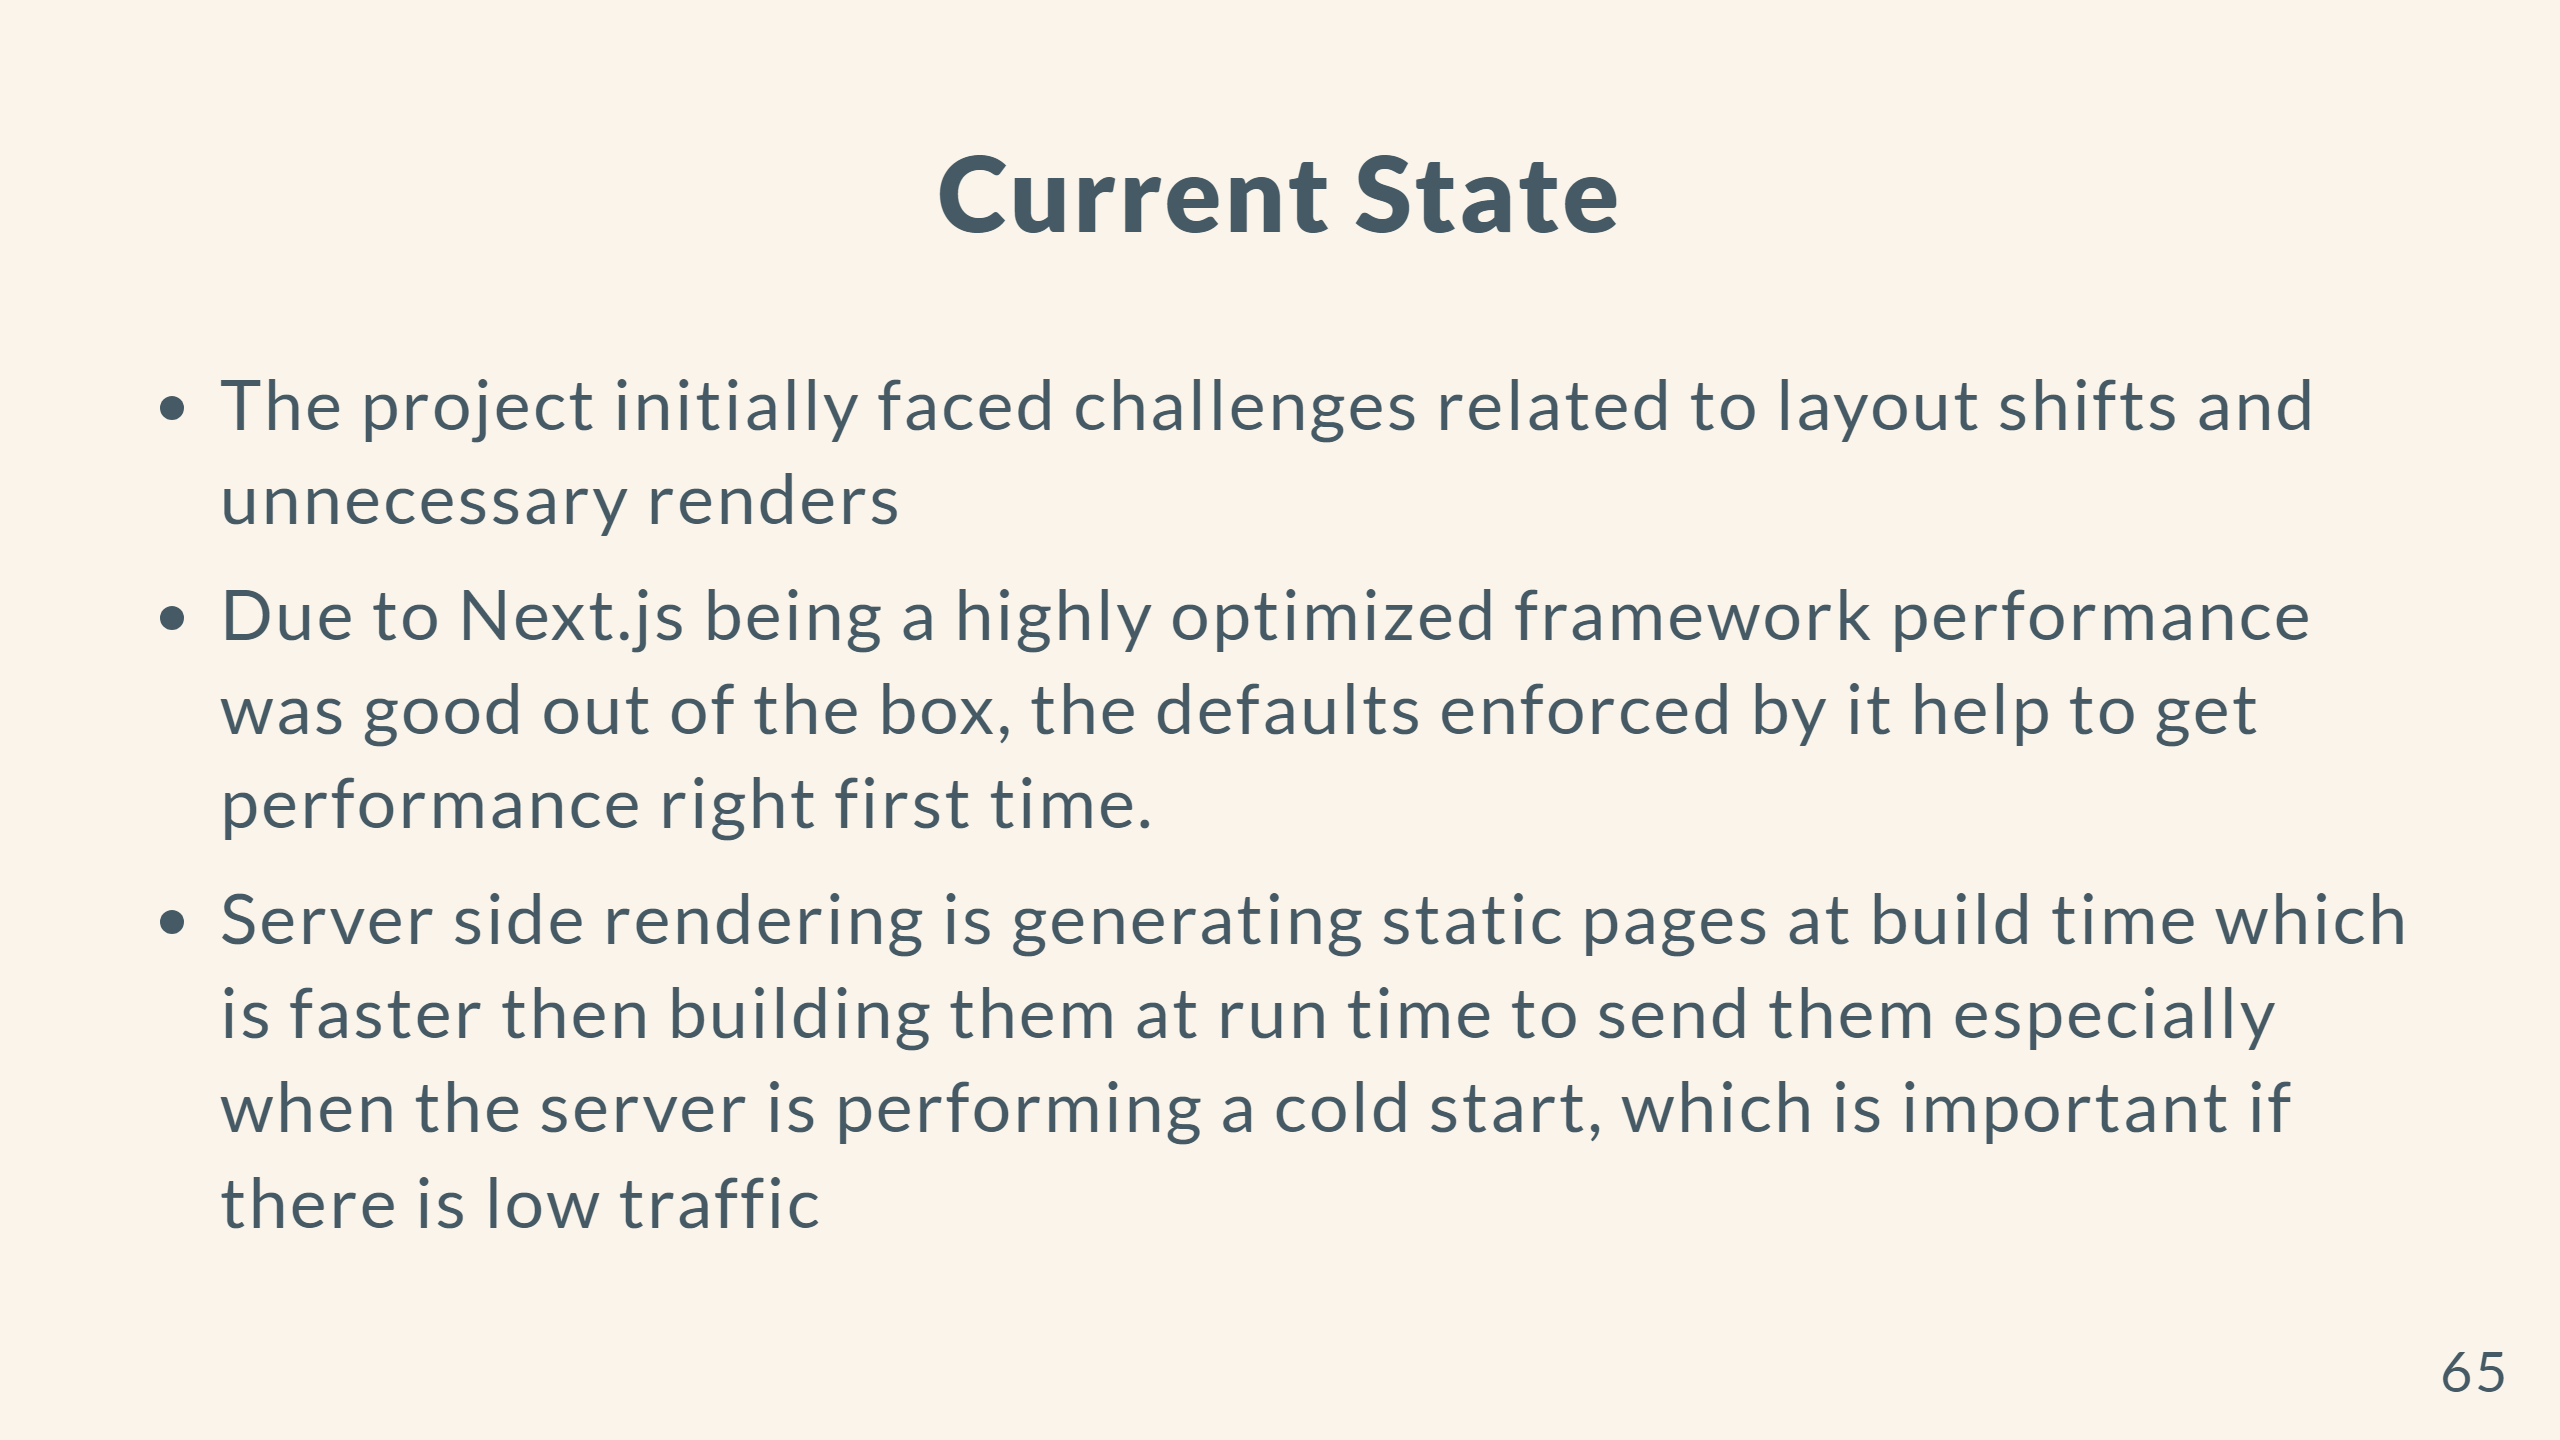 Current State
• The project initially faced challenges related to layout shifts and
unnecessary renders
• Due to Next.js being a highly optimized framework performance
was good out of the box, the defaults enforced by it help to get
performance right first time.
• Server side rendering is generating static pages at build time which
is faster then building them at run time to send them especially
when the server is performing a cold start, which is important if
there is low traffic
65